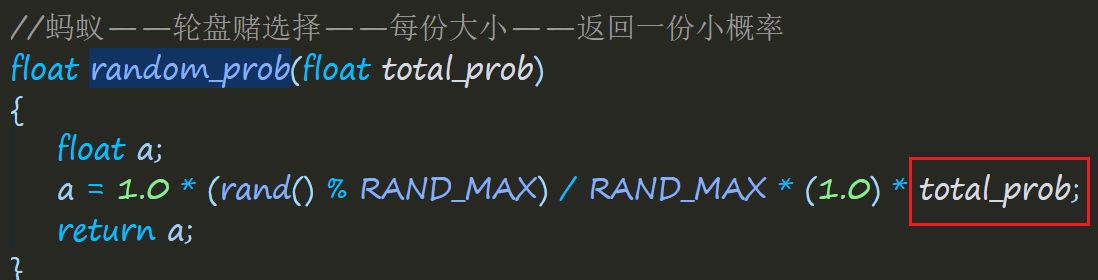 //蚂蚁——轮盘赌选择——每份大小——返回一份小概率
float random_prob(float total_prob)
{
float a;
a = 1.0 * (rand() % RAND_MAX) / RAND_MAX * (1.0) * total_prob;
return a;
}